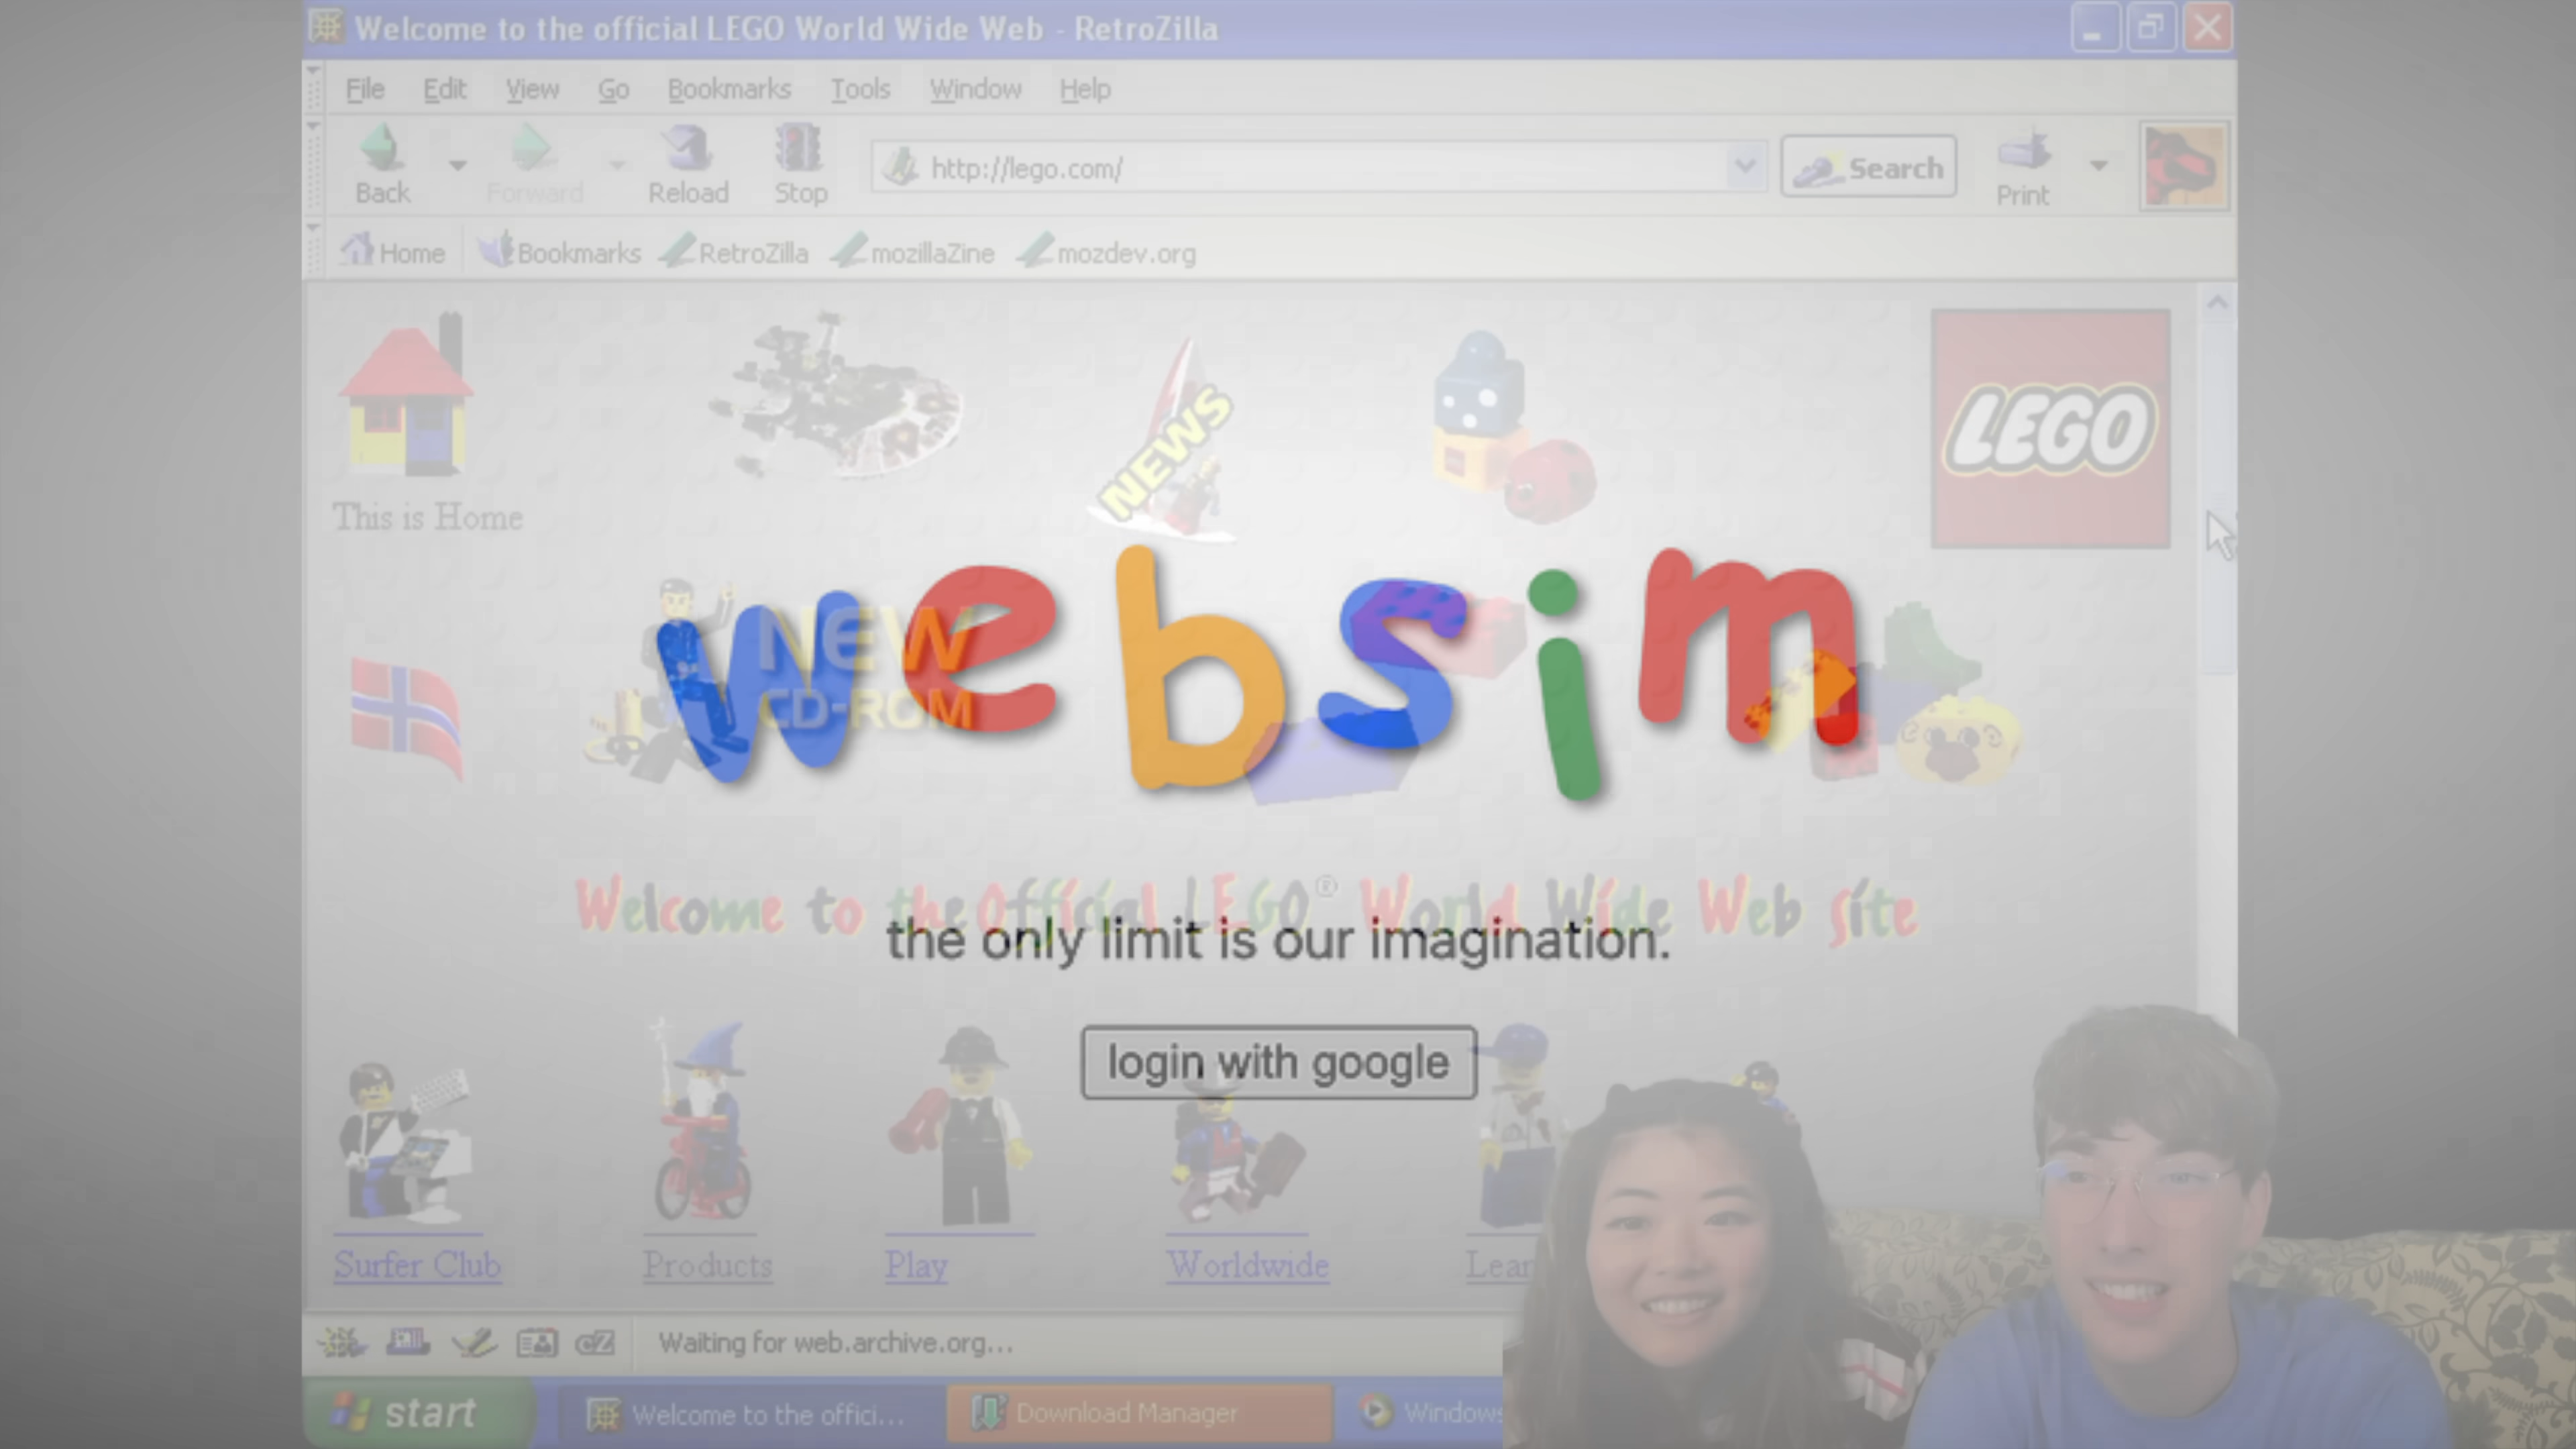 Welcome to the official LEGO World Wide Web - RetroZilla
File Edit View Go Bookmarks Tools Window Help
Back Forward Reload Stop http://lego.com/ Search Print
Home Bookmarks RetroZilla mozillaZine mozdev.org
NEWS
LEGO
This is Home
NEW
CD-ROM
websim
Welcome to the Official LEGO® World Wide Web site
the only limit is our imagination.
login with google
Surfer Club Products Play Worldwide Lear
Waiting for web.archive.org...
start Welcome to the offici... Download Manager Windows